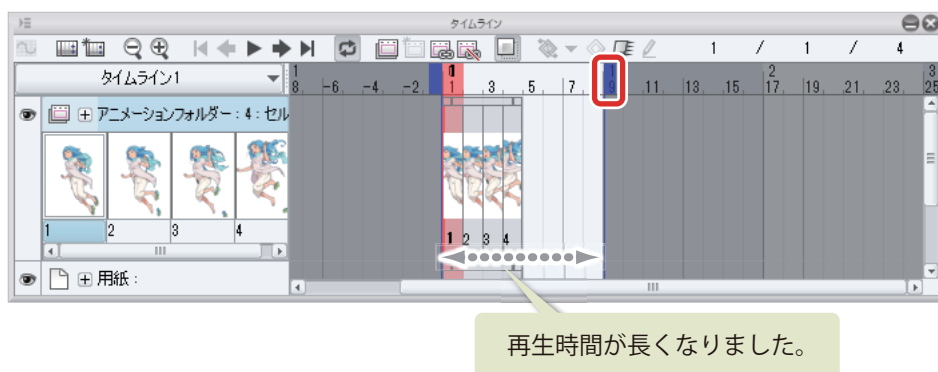 タイムライン
1 / 1 / 4
タイムライン1
1 1 1 2 3
8 -6 -4 -2 1 3 5 7 9 11 13 15 17 19 21 23 25
アニメーションフォルダー : 4 : セル
1 2 3 4
1 2 3 4
用紙 :
再生時間が長くなりました。